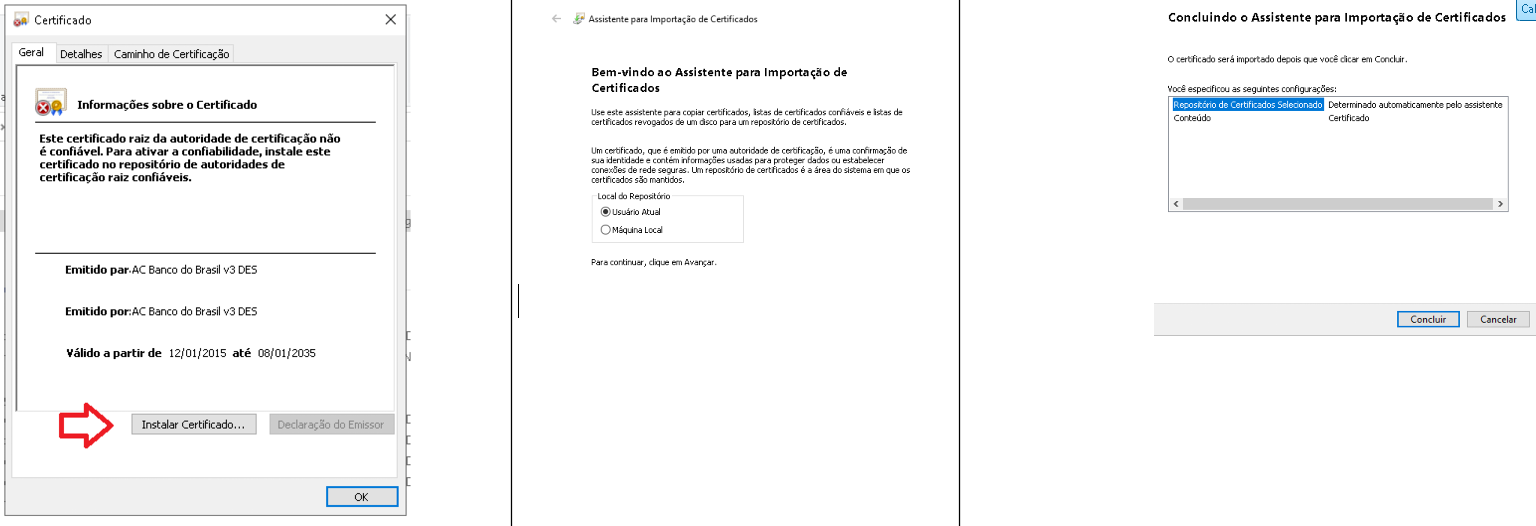 Certificado
Geral
Detalhes
Caminho de Certificação
Informações sobre o Certificado
Este certificado raiz da autoridade de certificação não
é confiável. Para ativar a confiabilidade, instale este
certificado no repositório de autoridades de
certificação raiz confiáveis.
Emitido par AC Banco do Brasil v3 DES
Emitido por: AC Banco do Brasil v3 DES
Válido a partir de 12/01/2015 até 08/01/2035
Instalar Certificado...
Declaração do Emissor
OK
Assistente para Importação de Certificados
Bem-vindo ao Assistente para Importação de
Certificados
Use este assistente para copiar certificados, listas de certificados confiáveis e listas de
certificados revogados de um disco para um repositório de certificados.
Um certificado, que é emitido por uma autoridade de certificação, é uma confirmação de
sua identidade e contém informações usadas para proteger dados ou estabelecer
conexões de rede seguras. Um repositório de certificados é a área do sistema em que os
certificados são mantidos.
Local do Repositório
Usuário Atual
Máquina Local
Para continuar, clique em Avançar.
Concluindo o Assistente para Importação de Certificados
O certificado será importado depois que você clicar em Concluir.
Você especificou as seguintes configurações:
Repositório de Certificados Selecionado Determinado automaticamente pelo assistente
Conteúdo Certificado
Concluir
Cancelar